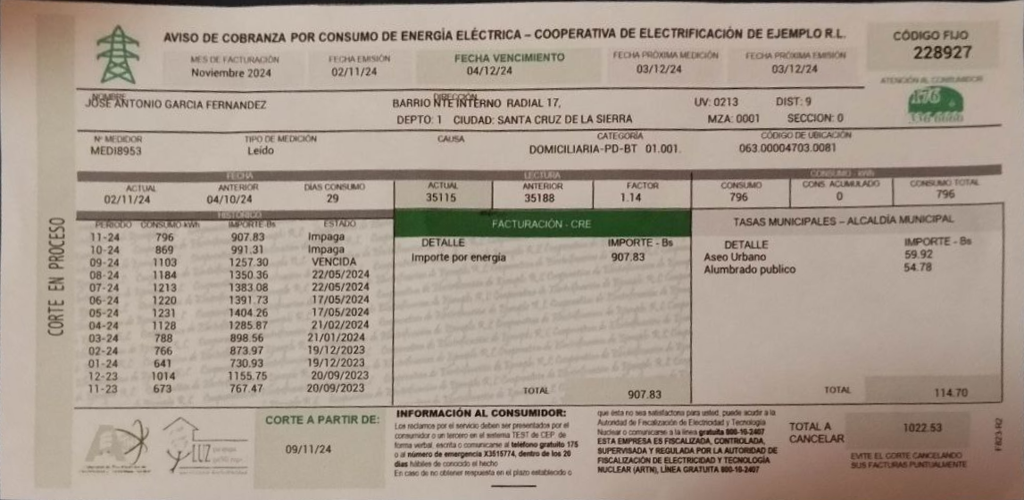 AVISO DE COBRANZA POR CONSUMO DE ENERGÍA ELÉCTRICA – COOPERATIVA DE ELECTRIFICACIÓN DE EJEMPLO R.L.
CÓDIGO FIJO
228927
MES DE FACTURACIÓN
Noviembre 2024
FECHA EMISIÓN
02/11/24
FECHA VENCIMIENTO
04/12/24
FECHA PRÓXIMA MEDICIÓN
03/12/24
FECHA PRÓXIMA EMISIÓN
03/12/24
ATENCIÓN AL CONSUMIDOR
176
NOMBRE
JOSE ANTONIO GARCIA FERNANDEZ
DIRECCIÓN
BARRIO NTE INTERNO RADIAL 17,
DEPTO: 1 CIUDAD: SANTA CRUZ DE LA SIERRA
UV: 0213 DIST: 9
MZA: 0001 SECCION: 0
Nº MEDIDOR
MEDI8953
TIPO DE MEDICIÓN
Leído
CAUSA
CATEGORÍA
DOMICILIARIA-PD-BT 01.001.
CÓDIGO DE UBICACIÓN
063.00004703.0081
CORTE EN PROCESO
FECHA
ACTUAL ANTERIOR DÍAS CONSUMO
02/11/24 04/10/24 29
LECTURA
ACTUAL ANTERIOR FACTOR
35115 35188 1.14
CONSUMO - kWh
CONSUMO CONS ACUMULADO CONSUMO TOTAL
796 0 796
HISTÓRICO
PERIODO CONSUMO kWh IMPORTE-Bs ESTADO
11-24 796 907.83 Impaga
10-24 869 991.31 Impaga
09-24 1103 1257.30 VENCIDA
08-24 1184 1350.36 22/05/2024
07-24 1213 1383.08 22/05/2024
06-24 1220 1391.73 17/05/2024
05-24 1231 1404.26 17/05/2024
04-24 1128 1285.87 21/02/2024
03-24 788 898.56 21/01/2024
02-24 766 873.97 19/12/2023
01-24 641 730.93 19/12/2023
12-23 1014 1155.75 20/09/2023
11-23 673 767.47 20/09/2023
FACTURACIÓN - CRE
DETALLE IMPORTE - Bs
Importe por energía 907.83
TOTAL 907.83
TASAS MUNICIPALES – ALCALDÍA MUNICIPAL
DETALLE IMPORTE - Bs
Aseo Urbano 59.92
Alumbrado publico 54.78
TOTAL 114.70
LUZ
CORTE A PARTIR DE:
09/11/24
INFORMACIÓN AL CONSUMIDOR:
Los reclamos por el servicio deben ser presentados por el
consumidor o un tercero en el sistema TEST de CEP, de
forma verbal, escrita o comunicarse al teléfono gratuito 175
o al número de emergencia X3515774, dentro de los 20
días hábiles de conocido el hecho
En caso de no obtener respuesta en el plazo establecido o
que ésta no sea satisfactoria para usted, puede acudir a la
Autoridad de Fiscalización de Electricidad y Tecnología
Nuclear o comunicarse a la línea gratuita 800-10-2407
ESTA EMPRESA ES FISCALIZADA, CONTROLADA,
SUPERVISADA Y REGULADA POR LA AUTORIDAD DE
FISCALIZACIÓN DE ELECTRICIDAD Y TECNOLOGÍA
NUCLEAR (ARTN), LÍNEA GRATUITA 800-10-2407
TOTAL A
CANCELAR
1022.53
EVITE EL CORTE CANCELANDO
SUS FACTURAS PUNTUALMENTE